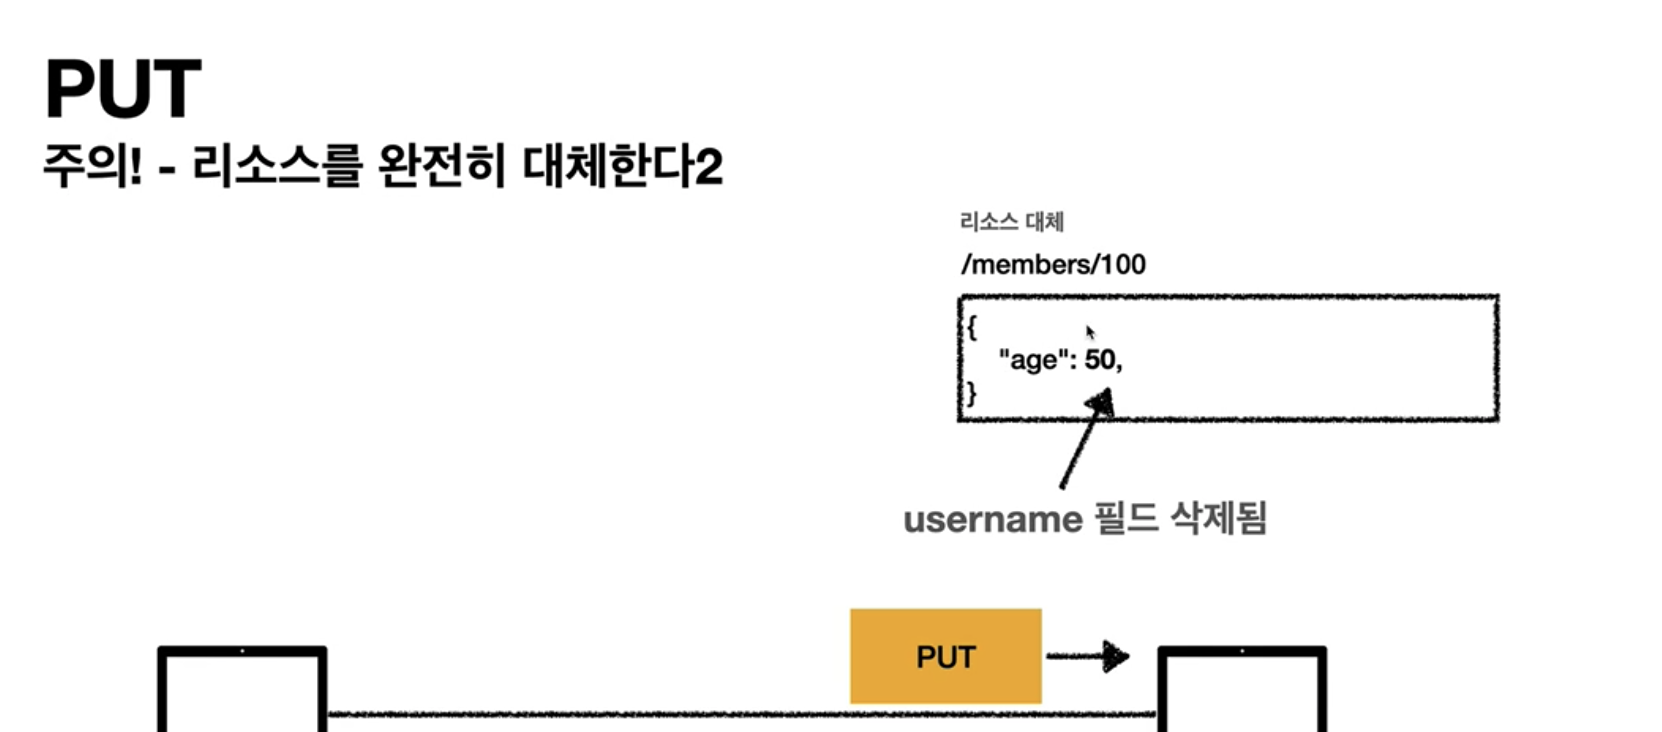 PUT
주의! - 리소스를 완전히 대체한다2
리소스 대체
/members/100
{
"age": 50,
}
username 필드 삭제됨
PUT